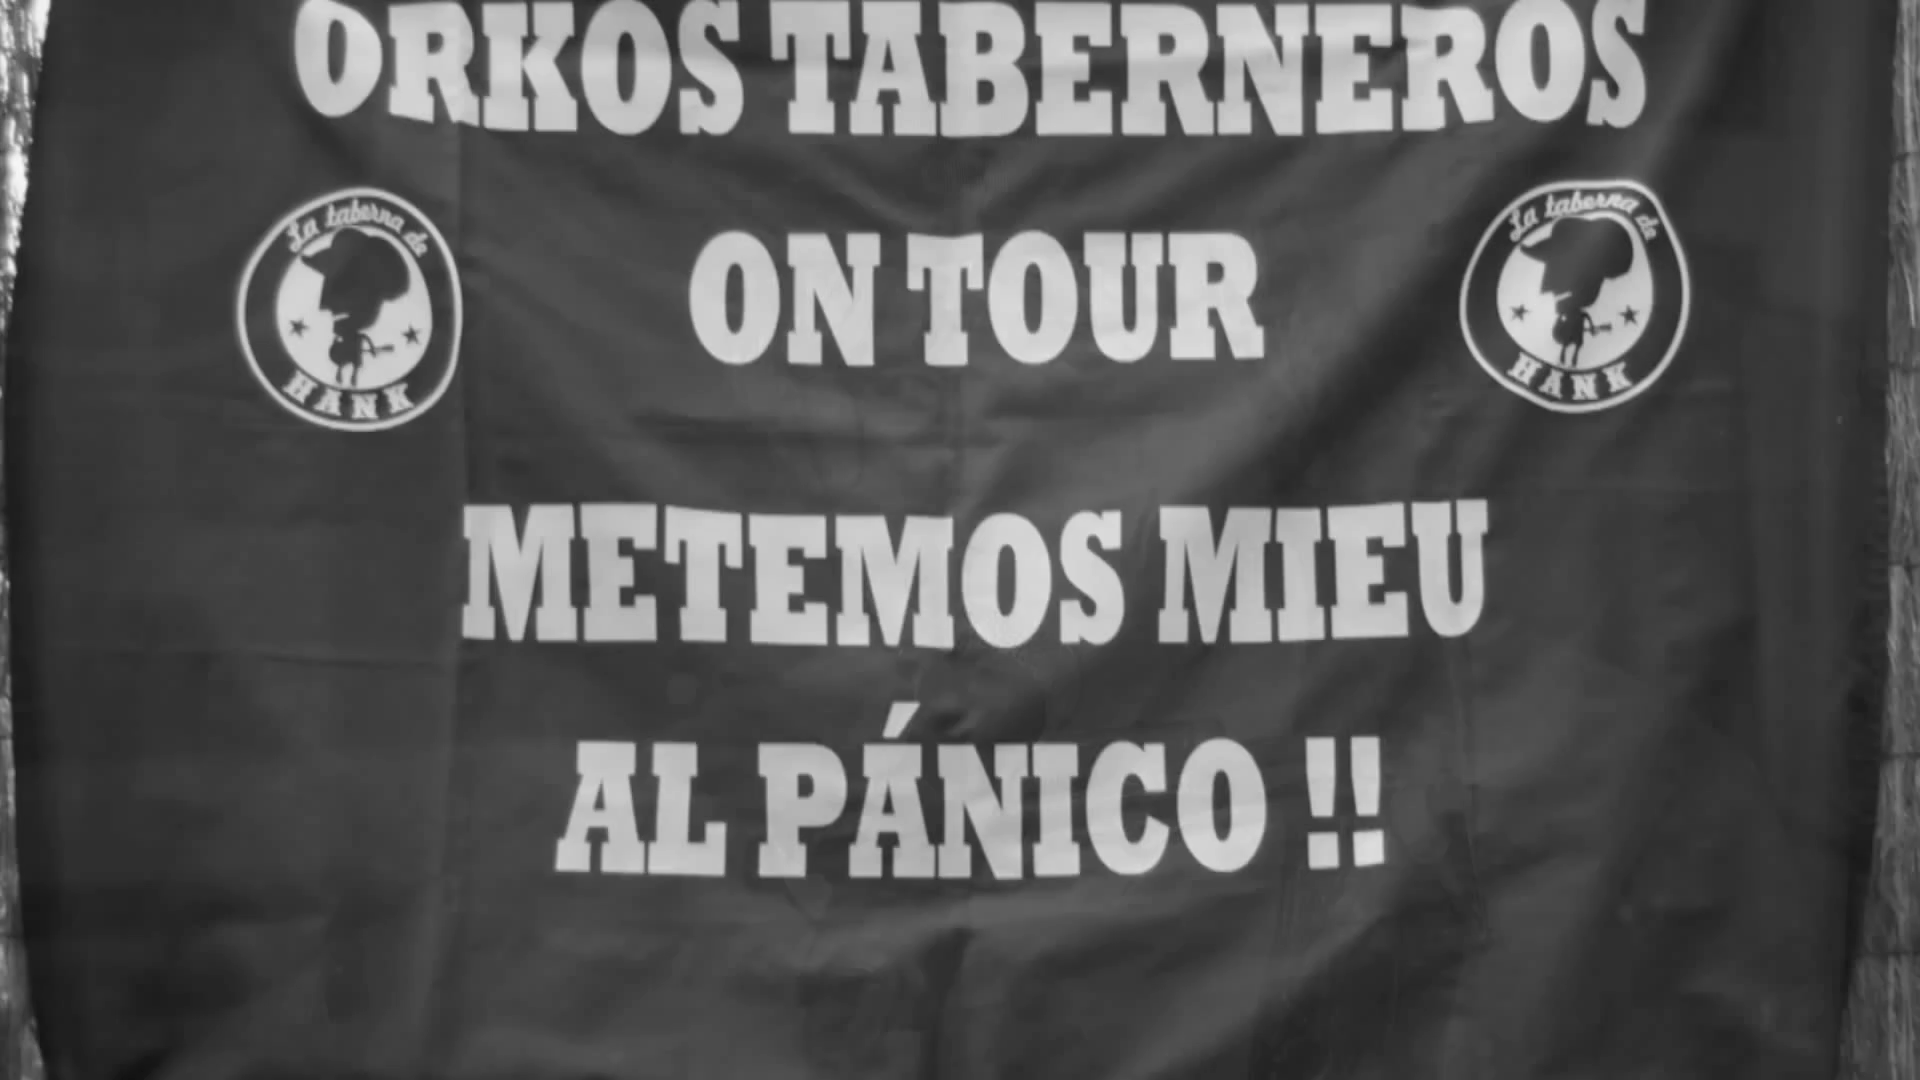 ORKOS TABERNEROS
La taberna de
HANK
ON TOUR
La taberna de
HANK
METEMOS MIEU
AL PÁNICO !!